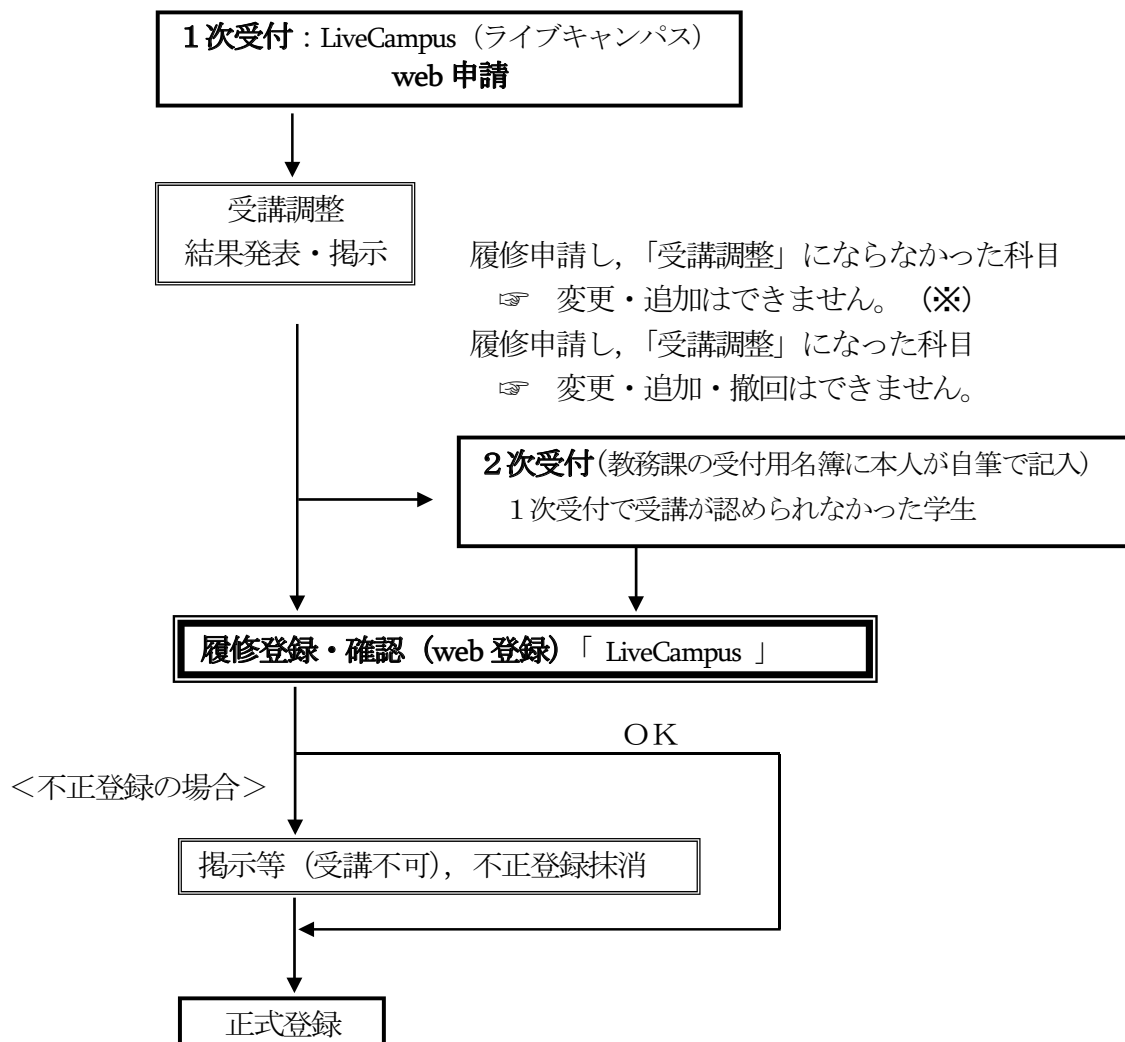 1次受付：LiveCampus（ライブキャンパス）
web 申請
受講調整
結果発表・掲示
履修申請し，「受講調整」にならなかった科目
☞　変更・追加はできません。（※）
履修申請し，「受講調整」になった科目
☞　変更・追加・撤回はできません。
２次受付（教務課の受付用名簿に本人が自筆で記入）
１次受付で受講が認められなかった学生
履修登録・確認（web 登録）「 LiveCampus 」
ＯＫ
＜不正登録の場合＞
掲示等（受講不可），不正登録抹消
正式登録